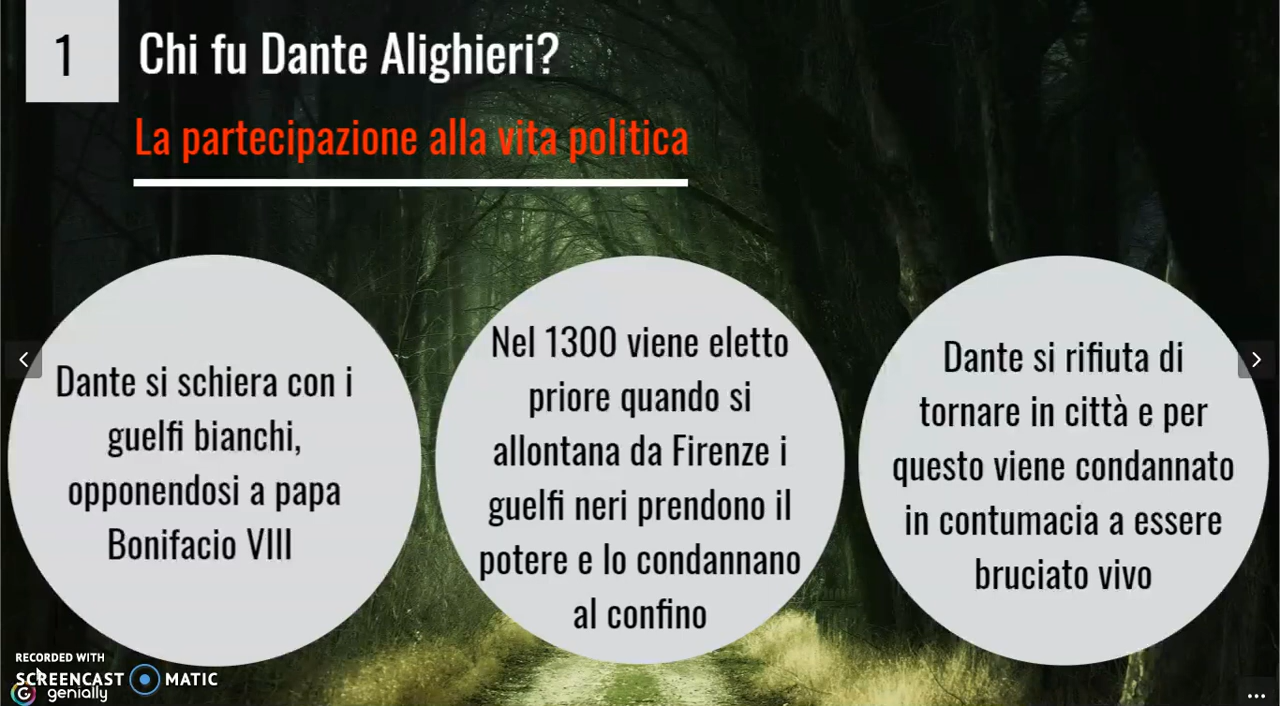 1
Chi fu Dante Alighieri?
La partecipazione alla vita politica
Dante si schiera con i
guelfi bianchi,
opponendosi a papa
Bonifacio VIII
Nel 1300 viene eletto
priore quando si
allontana da Firenze i
guelfi neri prendono il
potere e lo condannano
al confino
Dante si rifiuta di
tornare in città e per
questo viene condannato
in contumacia a essere
bruciato vivo
RECORDED WITH
SCREENCAST MATIC
genially